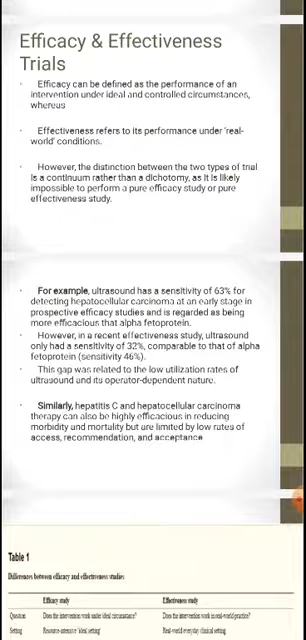 Efficacy & Effectiveness
Trials
Efficacy can be defined as the performance of an
intervention under ideal and controlled circumstances,
whereas
Effectiveness refers to its performance under 'real-
world' conditions.
However, the distinction between the two types of trial
is a continuum rather than a dichotomy, as it is likely
impossible to perform a pure efficacy study or pure
effectiveness study.
For example, ultrasound has a sensitivity of 63% for
detecting hepatocellular carcinoma at an early stage in
prospective efficacy studies and is regarded as being
more efficacious that alpha fetoprotein.
However, in a recent effectiveness study, ultrasound
only had a sensitivity of 32%, comparable to that of alpha
fetoprotein (sensitivity 46%).
This gap was related to the low utilization rates of
ultrasound and its operator-dependent nature.
Similarly, hepatitis C and hepatocellular carcinoma
therapy can also be highly efficacious in reducing
morbidity and mortality but are limited by low rates of
access, recommendation, and acceptance
Table 1
Differences between efficacy and effectiveness studies
Efficacy study Effectiveness study
Question Does the intervention work under ideal circumstance? Does the intervention work in real-world practice?
Setting Resource-intensive 'ideal setting' Real-world everyday clinical setting